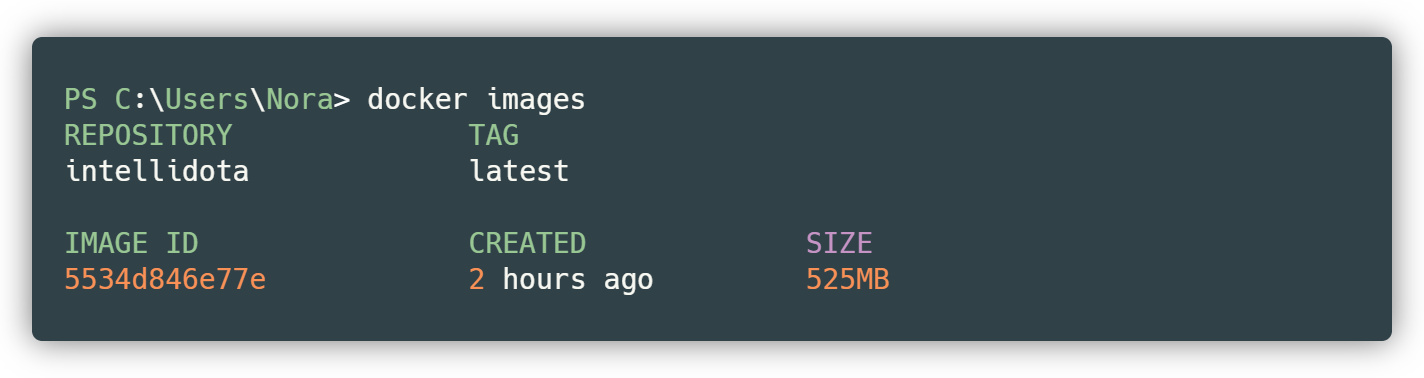 PS C:\Users\Nora> docker images
REPOSITORY TAG
intellidota latest
IMAGE ID CREATED SIZE
5534d846e77e 2 hours ago 525MB